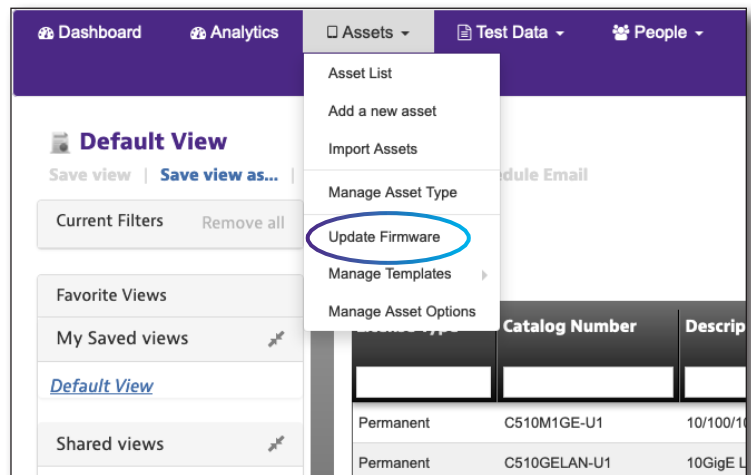 Dashboard Analytics Assets Test Data People
Asset List
Add a new asset
Import Assets
Manage Asset Type
Update Firmware
Manage Templates
Manage Asset Options
Default View
Save view | Save view as... | edule Email
Current Filters Remove all
Favorite Views
My Saved views
Default View
Shared views
Type Catalog Number Descrip
Permanent C510M1GE-U1 10/100/10
Permanent C510GELAN-U1 10GigE L